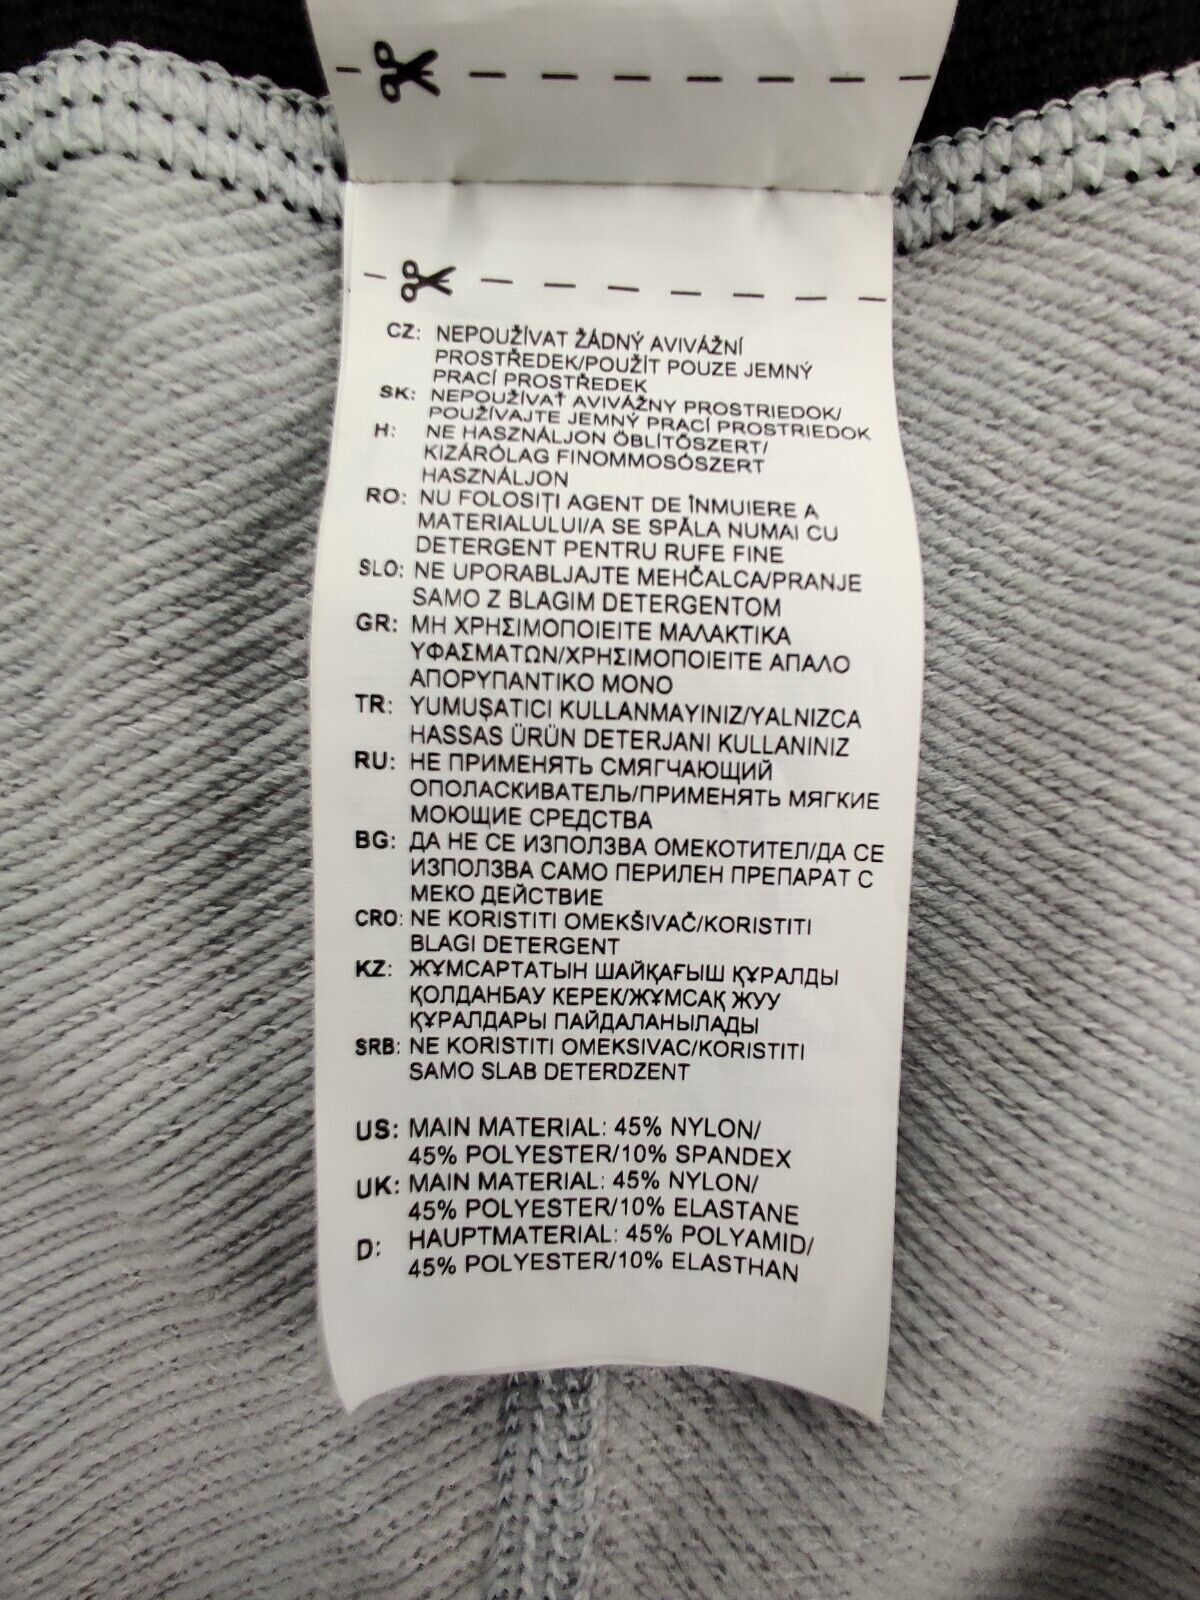 CZ: NEPOUŽÍVAT ŽÁDNÝ AVIVÁŽNÍ
PROSTŘEDEK/POUŽÍT POUZE JEMNÝ
PRACÍ PROSTŘEDEK
SK: NEPOUŽÍVAŤ AVIVÁŽNY PROSTRIEDOK/
POUŽÍVAJTE JEMNÝ PRACÍ PROSTRIEDOK
H: NE HASZNÁLJON ÖBLÍTŐSZERT/
KIZÁRÓLAG FINOMMOSÓSZERT
HASZNÁLJON
RO: NU FOLOSIȚI AGENT DE ÎNMUIERE A
MATERIALULUI/A SE SPĂLA NUMAI CU
DETERGENT PENTRU RUFE FINE
SLO: NE UPORABLJAJTE MEHČALCA/PRANJE
SAMO Z BLAGIM DETERGENTOM
GR: ΜΗ ΧΡΗΣΙΜΟΠΟΙΕΙΤΕ ΜΑΛΑΚΤΙΚΑ
ΥΦΑΣΜΑΤΩΝ/ΧΡΗΣΙΜΟΠΟΙΕΙΤΕ ΑΠΑΛΟ
ΑΠΟΡΥΠΑΝΤΙΚΟ ΜΟΝΟ
TR: YUMUŞATICI KULLANMAYINIZ/YALNIZCA
HASSAS ÜRÜN DETERJANI KULLANINIZ
RU: НЕ ПРИМЕНЯТЬ СМЯГЧАЮЩИЙ
ОПОЛАСКИВАТЕЛЬ/ПРИМЕНЯТЬ МЯГКИЕ
МОЮЩИЕ СРЕДСТВА
BG: ДА НЕ СЕ ИЗПОЛЗВА ОМЕКОТИТЕЛ/ДА СЕ
ИЗПОЛЗВА САМО ПЕРИЛЕН ПРЕПАРАТ С
МЕКО ДЕЙСТВИЕ
CRO: NE KORISTITI OMEKŠIVAČ/KORISTITI
BLAGI DETERGENT
KZ: ЖҰМСАРТАТЫН ШАЙҚАҒЫШ ҚҰРАЛДЫ
ҚОЛДАНБАУ КЕРЕК/ЖҰМСАҚ ЖУУ
ҚҰРАЛДАРЫ ПАЙДАЛАНЫЛАДЫ
SRB: NE KORISTITI OMEKSIVAC/KORISTITI
SAMO SLAB DETERDZENT
US: MAIN MATERIAL: 45% NYLON/
45% POLYESTER/10% SPANDEX
UK: MAIN MATERIAL: 45% NYLON/
45% POLYESTER/10% ELASTANE
D: HAUPTMATERIAL: 45% POLYAMID/
45% POLYESTER/10% ELASTHAN